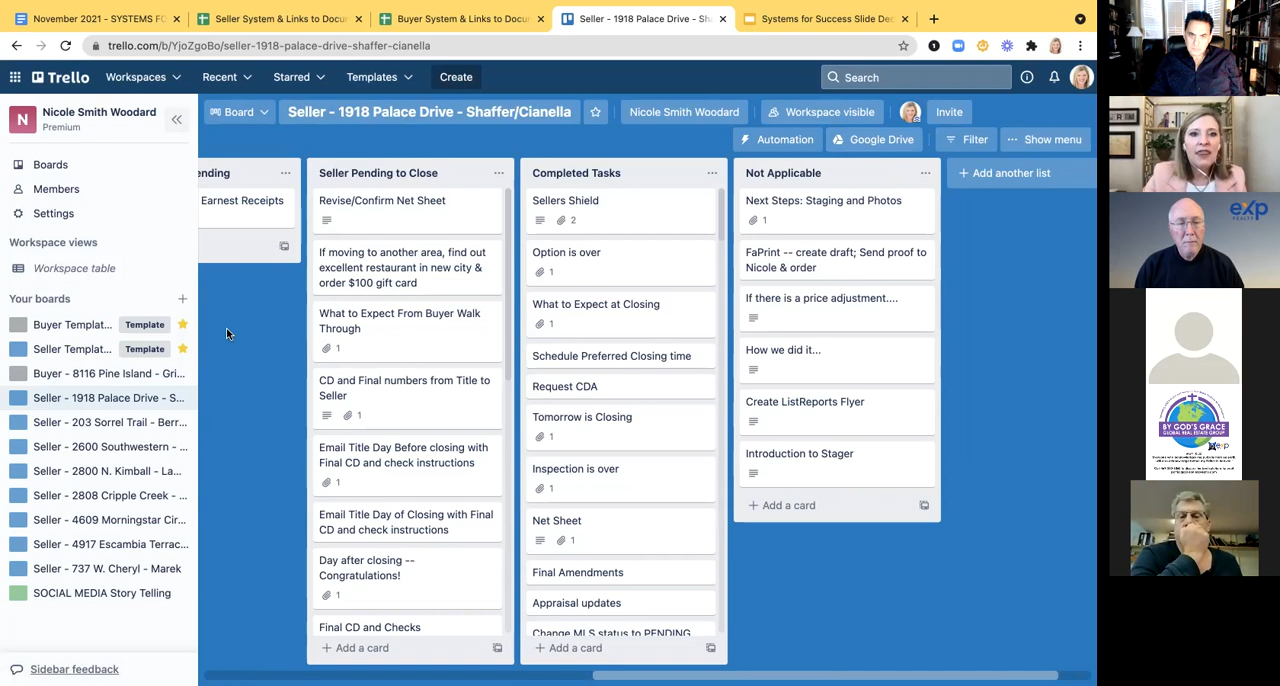 November 2021 - SYSTEMS FO
Seller System & Links to Docum
Buyer System & Links to Docum
Seller - 1918 Palace Drive - Sha
Systems for Success Slide Dec
trello.com/b/YjoZgoBo/seller-1918-palace-drive-shaffer-cianella
Trello
Workspaces
Recent
Starred
Templates
Create
Search
N
Nicole Smith Woodard
Premium
Board
Seller - 1918 Palace Drive - Shaffer/Cianella
Nicole Smith Woodard
Workspace visible
Invite
Automation
Google Drive
Filter
Show menu
Boards
Members
Settings
Workspace views
Workspace table
Your boards
Buyer Templat... Template
Seller Templat... Template
Buyer - 8116 Pine Island - Gri...
Seller - 1918 Palace Drive - S...
Seller - 203 Sorrel Trail - Berr...
Seller - 2600 Southwestern - ...
Seller - 2800 N. Kimball - La...
Seller - 2808 Cripple Creek - ...
Seller - 4609 Morningstar Cir...
Seller - 4917 Escambia Terrac...
Seller - 737 W. Cheryl - Marek
SOCIAL MEDIA Story Telling
Sidebar feedback
ending
Earnest Receipts
Seller Pending to Close
Revise/Confirm Net Sheet
If moving to another area, find out
excellent restaurant in new city &
order $100 gift card
What to Expect From Buyer Walk
Through
1
CD and Final numbers from Title to
Seller
1
Email Title Day Before closing with
Final CD and check instructions
1
Email Title Day of Closing with Final
CD and check instructions
Day after closing --
Congratulations!
1
Final CD and Checks
Add a card
Completed Tasks
Sellers Shield
2
Option is over
1
What to Expect at Closing
1
Schedule Preferred Closing time
Request CDA
Tomorrow is Closing
1
Inspection is over
1
Net Sheet
1
Final Amendments
Appraisal updates
Change MLS status to PENDING
Add a card
Not Applicable
Next Steps: Staging and Photos
1
FaPrint -- create draft; Send proof to
Nicole & order
If there is a price adjustment....
How we did it...
Create ListReports Flyer
Introduction to Stager
Add a card
Add another list
exp
REALTY
BY GOD'S GRACE
GLOBAL REAL ESTATE GROUP
exp